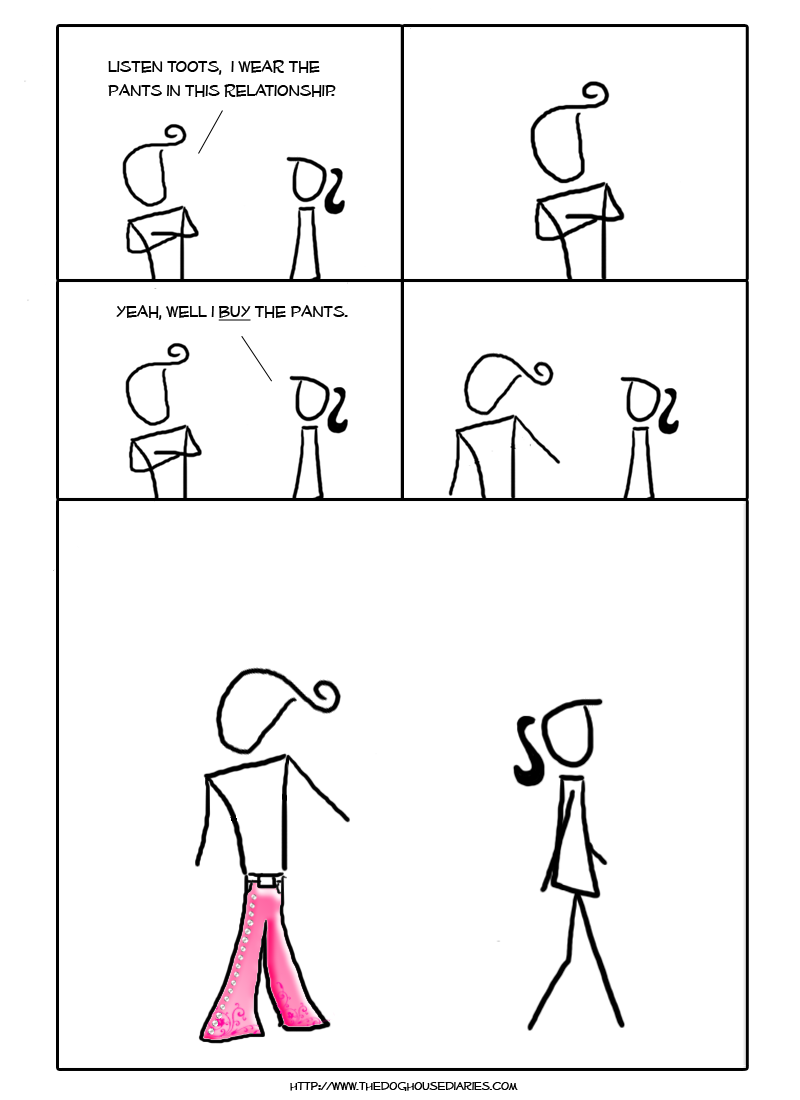 LISTEN TOOTS, I WEAR THE
PANTS IN THIS RELATIONSHIP.
YEAH, WELL I BUY THE PANTS.
HTTP://WWW.THEDOGHOUSEDIARIES.COM